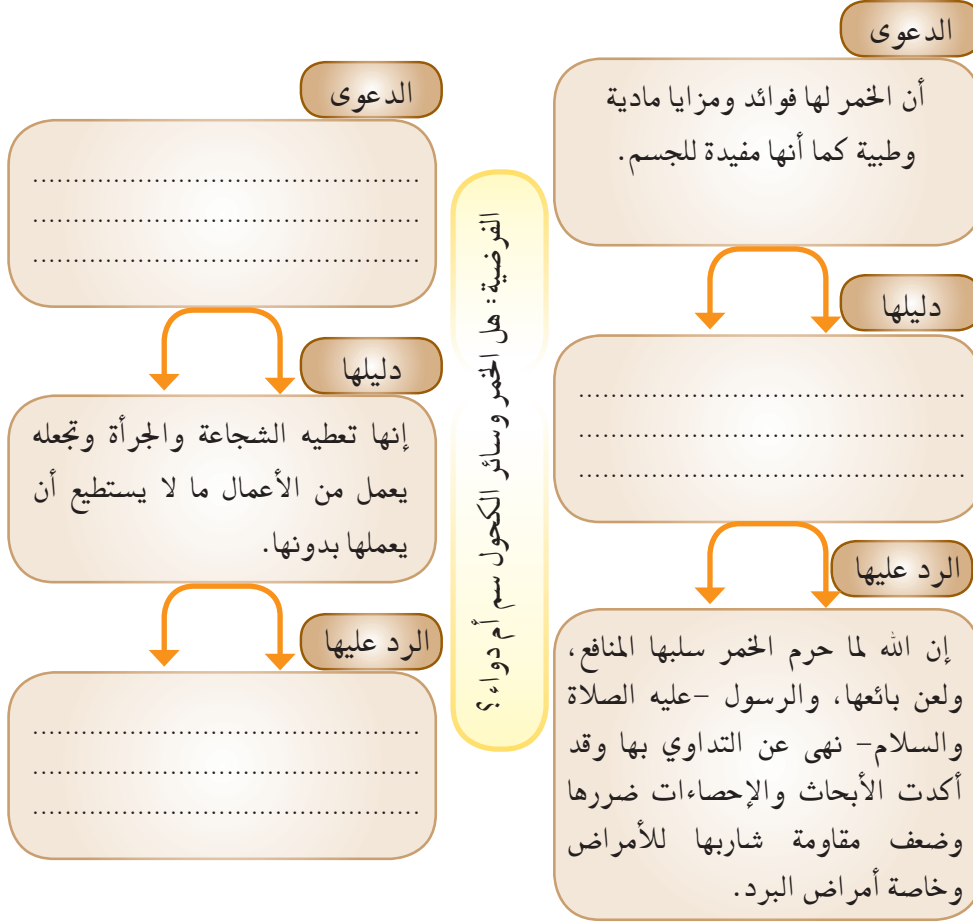 الدعوى
أن الخمر لها فوائد ومزايا مادية
وطبية كما أنها مفيدة للجسم.
دليلها
................................................
................................................
................................................
الرد عليها
إن الله لما حرم الخمر سلبها المنافع،
ولعن بائعها، والرسول -عليه الصلاة
والسلام- نهى عن التداوي بها وقد
أكدت الأبحاث والإحصاءات ضررها
وضعف مقاومة شاربها للأمراض
وخاصة أمراض البرد.
الفرضية: هل الخمر وسائر الكحول سم أم دواء؟
الدعوى
................................................
................................................
................................................
دليلها
إنها تعطيه الشجاعة والجرأة وتجعله
يعمل من الأعمال ما لا يستطيع أن
يعملها بدونها.
الرد عليها
................................................
................................................
................................................